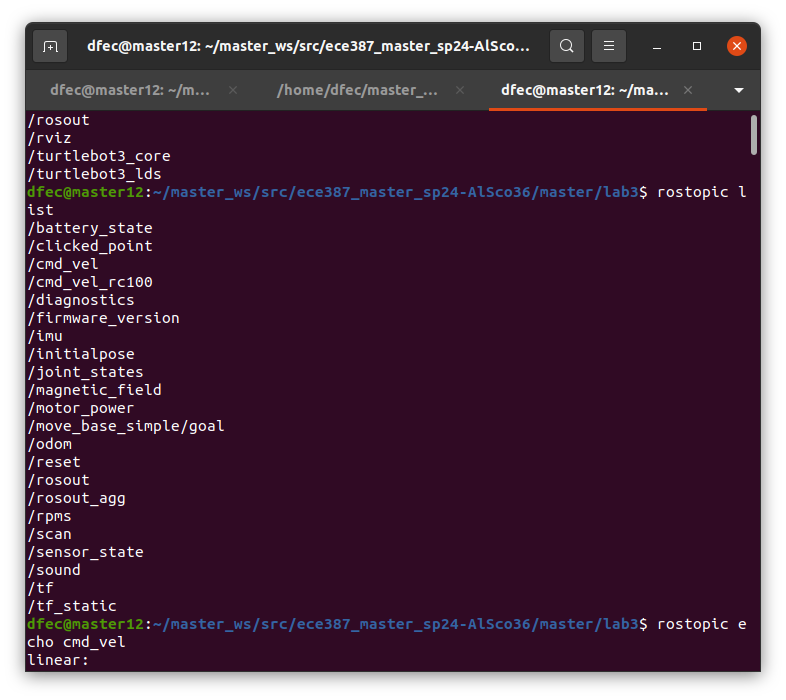 dfec@master12: ~/master_ws/src/ece387_master_sp24-AlSco...
dfec@master12: ~/m...
/home/dfec/master_...
dfec@master12: ~/ma...
/rosout
/rviz
/turtlebot3_core
/turtlebot3_lds
dfec@master12:~/master_ws/src/ece387_master_sp24-AlSco36/master/lab3$ rostopic l
ist
/battery_state
/clicked_point
/cmd_vel
/cmd_vel_rc100
/diagnostics
/firmware_version
/imu
/initialpose
/joint_states
/magnetic_field
/motor_power
/move_base_simple/goal
/odom
/reset
/rosout
/rosout_agg
/rpms
/scan
/sensor_state
/sound
/tf
/tf_static
dfec@master12:~/master_ws/src/ece387_master_sp24-AlSco36/master/lab3$ rostopic e
cho cmd_vel
linear: